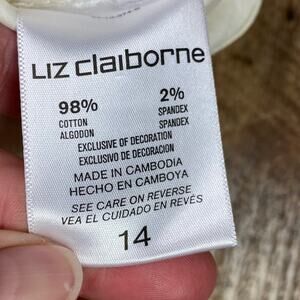 LIZ claiborne
98% 2%
COTTON SPANDEX
ALGODON SPANDEX
EXCLUSIVE OF DECORATION
EXCLUSIVO DE DECORACION
MADE IN CAMBODIA
HECHO EN CAMBOYA
SEE CARE ON REVERSE
VEA EL CUIDADO EN REVÉS
14